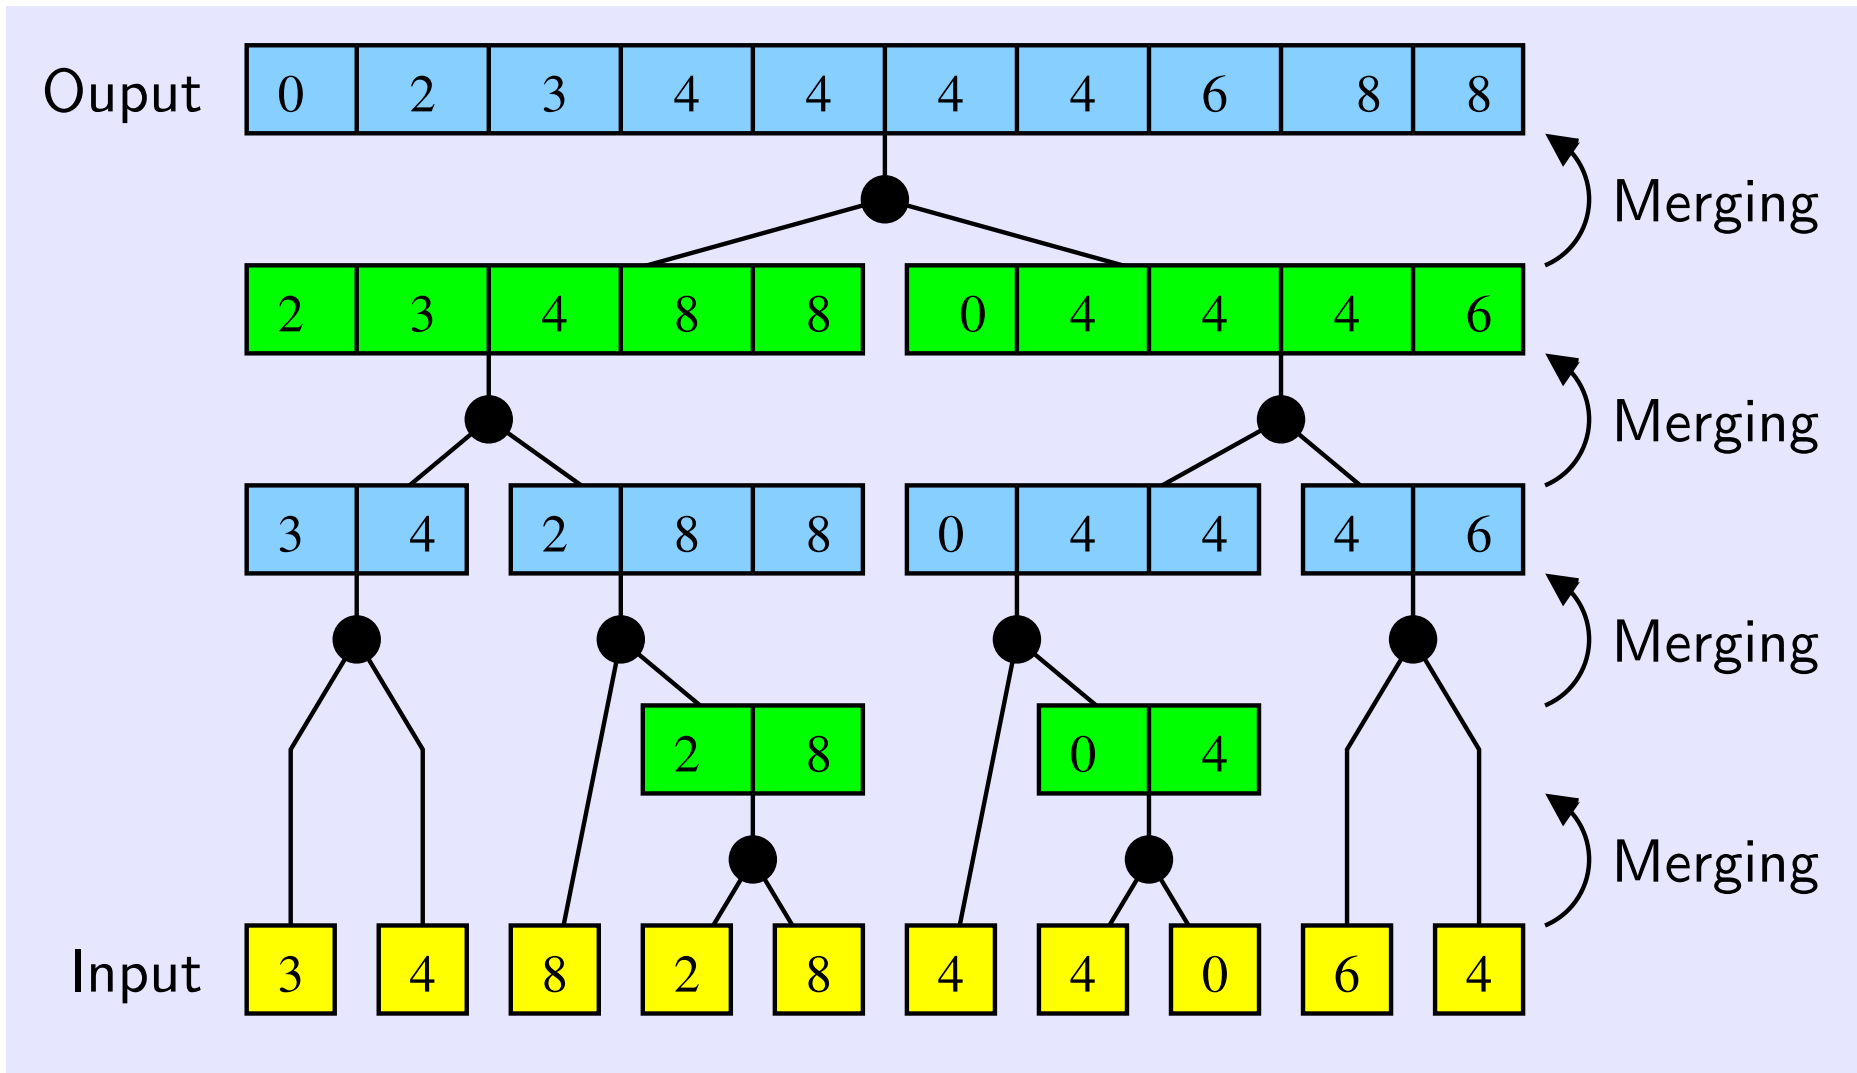 Ouput 0 2 3 4 4 4 4 6 8 8
Merging
2 3 4 8 8 0 4 4 4 6
Merging
3 4 2 8 8 0 4 4 4 6
Merging
2 8 0 4
Merging
Input 3 4 8 2 8 4 4 0 6 4